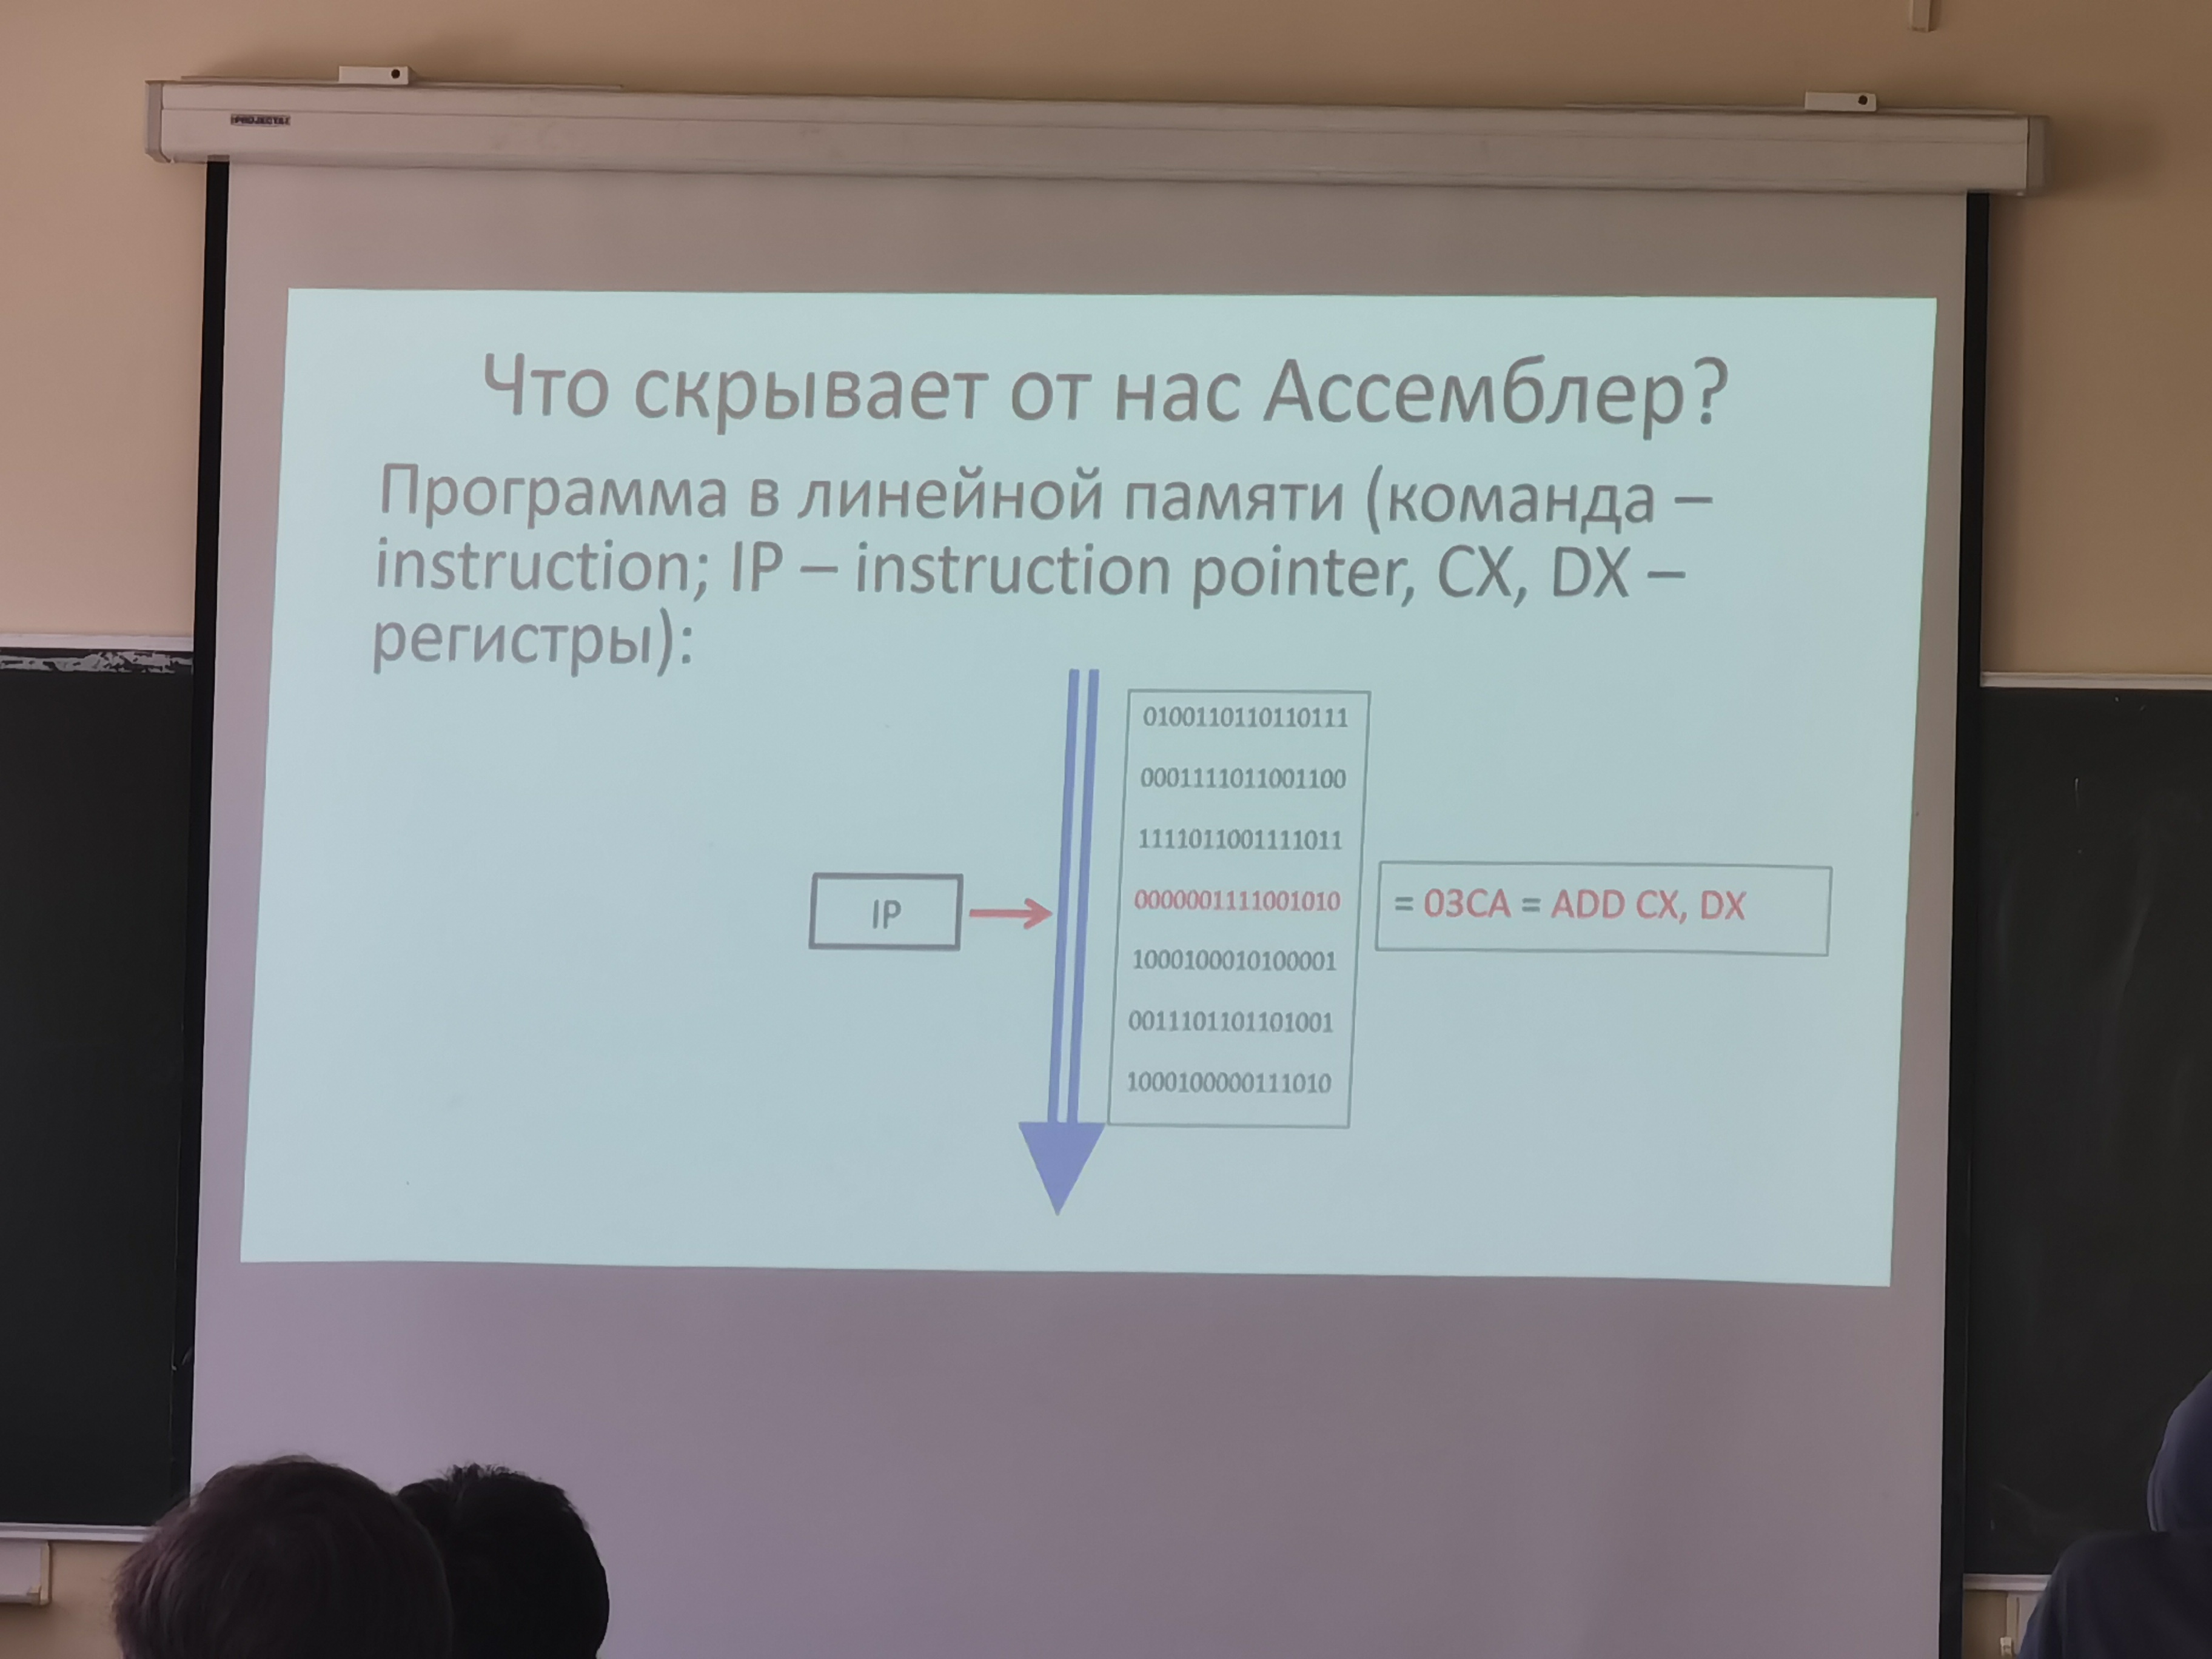 PROJECTA
Что скрывает от нас Ассемблер?
Программа в линейной памяти (команда –
instruction; IP – instruction pointer, CX, DX –
регистры):
0100110110110111
0001111011001100
1111011001111011
IP
0000001111001010
= 03CA = ADD CX, DX
1000100010100001
0011101101101001
1000100000111010